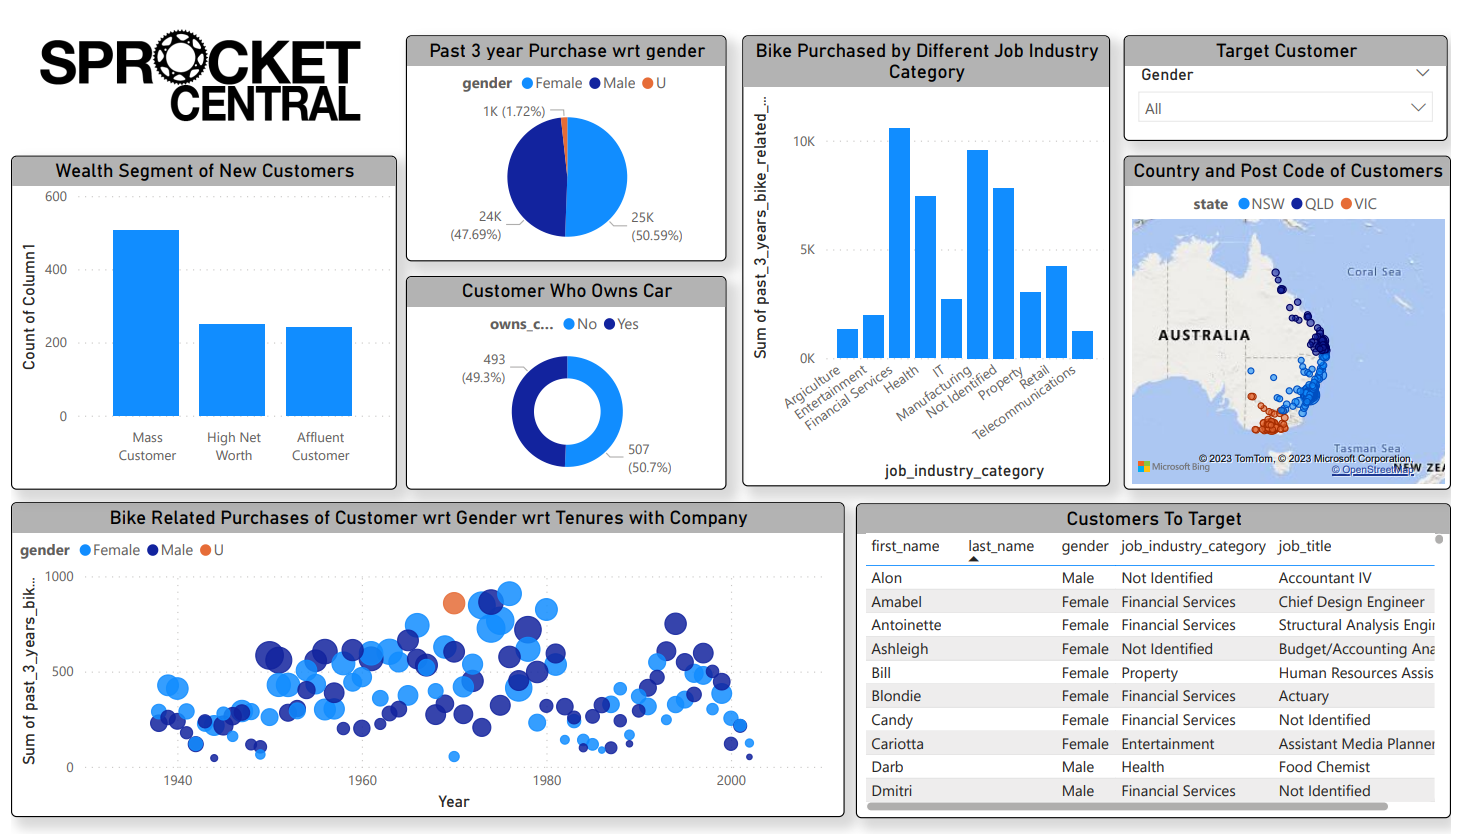 SPROCKET
CENTRAL
Wealth Segment of New Customers
Count of Column1
600
400
200
0
Mass
Customer
High Net
Worth
Affluent
Customer
Past 3 year Purchase wrt gender
gender Female Male U
1K (1.72%)
24K
(47.69%)
25K
(50.59%)
Customer Who Owns Car
owns_c... No Yes
493
(49.3%)
507
(50.7%)
Bike Purchased by Different Job Industry
Category
Sum of past_3_years_bike_related_...
10K
5K
0K
Argiculture
Entertainment
Financial Services
Health
IT
Manufacturing
Not Identified
Property
Retail
Telecommunications
job_industry_category
Target Customer
Gender
All
Country and Post Code of Customers
state NSW QLD VIC
Coral Sea
AUSTRALIA
Tasman Sea
© 2023 TomTom, © 2023 Microsoft Corporation,
Microsoft Bing
© OpenStreetMap
NEW ZEA
Bike Related Purchases of Customer wrt Gender wrt Tenures with Company
gender Female Male U
Sum of past_3_years_bik...
1000
500
0
1940 1960 1980 2000
Year
Customers To Target
first_name last_name gender job_industry_category job_title
Alon Male Not Identified Accountant IV
Amabel Female Financial Services Chief Design Engineer
Antoinette Female Financial Services Structural Analysis Engir
Ashleigh Female Not Identified Budget/Accounting Ana
Bill Female Property Human Resources Assis
Blondie Female Financial Services Actuary
Candy Female Financial Services Not Identified
Cariotta Female Entertainment Assistant Media Planner
Darb Male Health Food Chemist
Dmitri Male Financial Services Not Identified